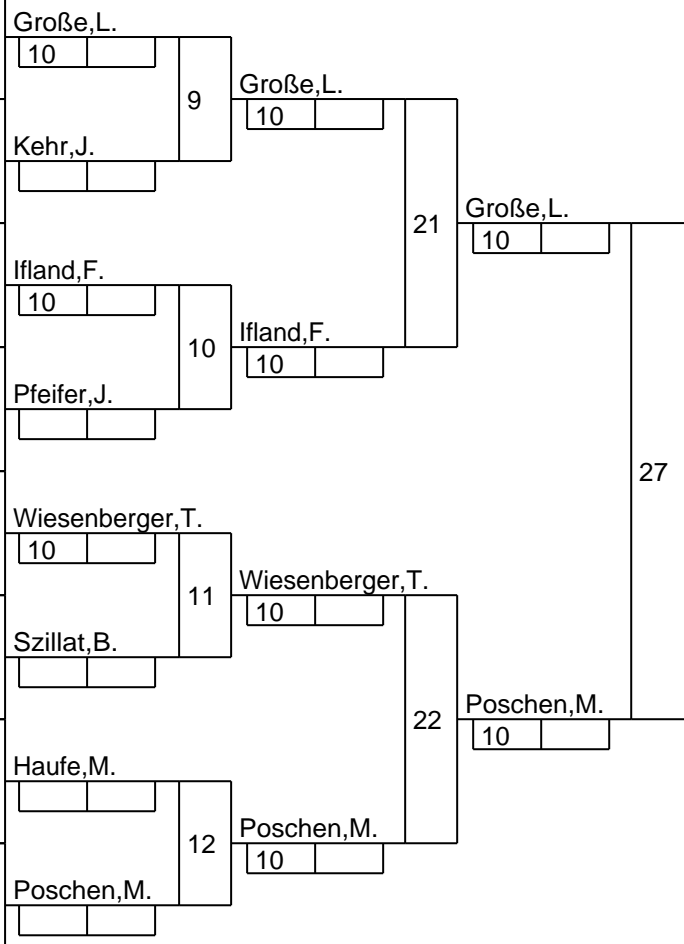 Große,L.
10
9
Große,L.
10
Kehr,J.
21
Große,L.
10
Ifland,F.
10
10
Ifland,F.
10
Pfeifer,J.
27
Wiesenberger,T.
10
11
Wiesenberger,T.
10
Szillat,B.
22
Poschen,M.
10
Haufe,M.
12
Poschen,M.
10
Poschen,M.